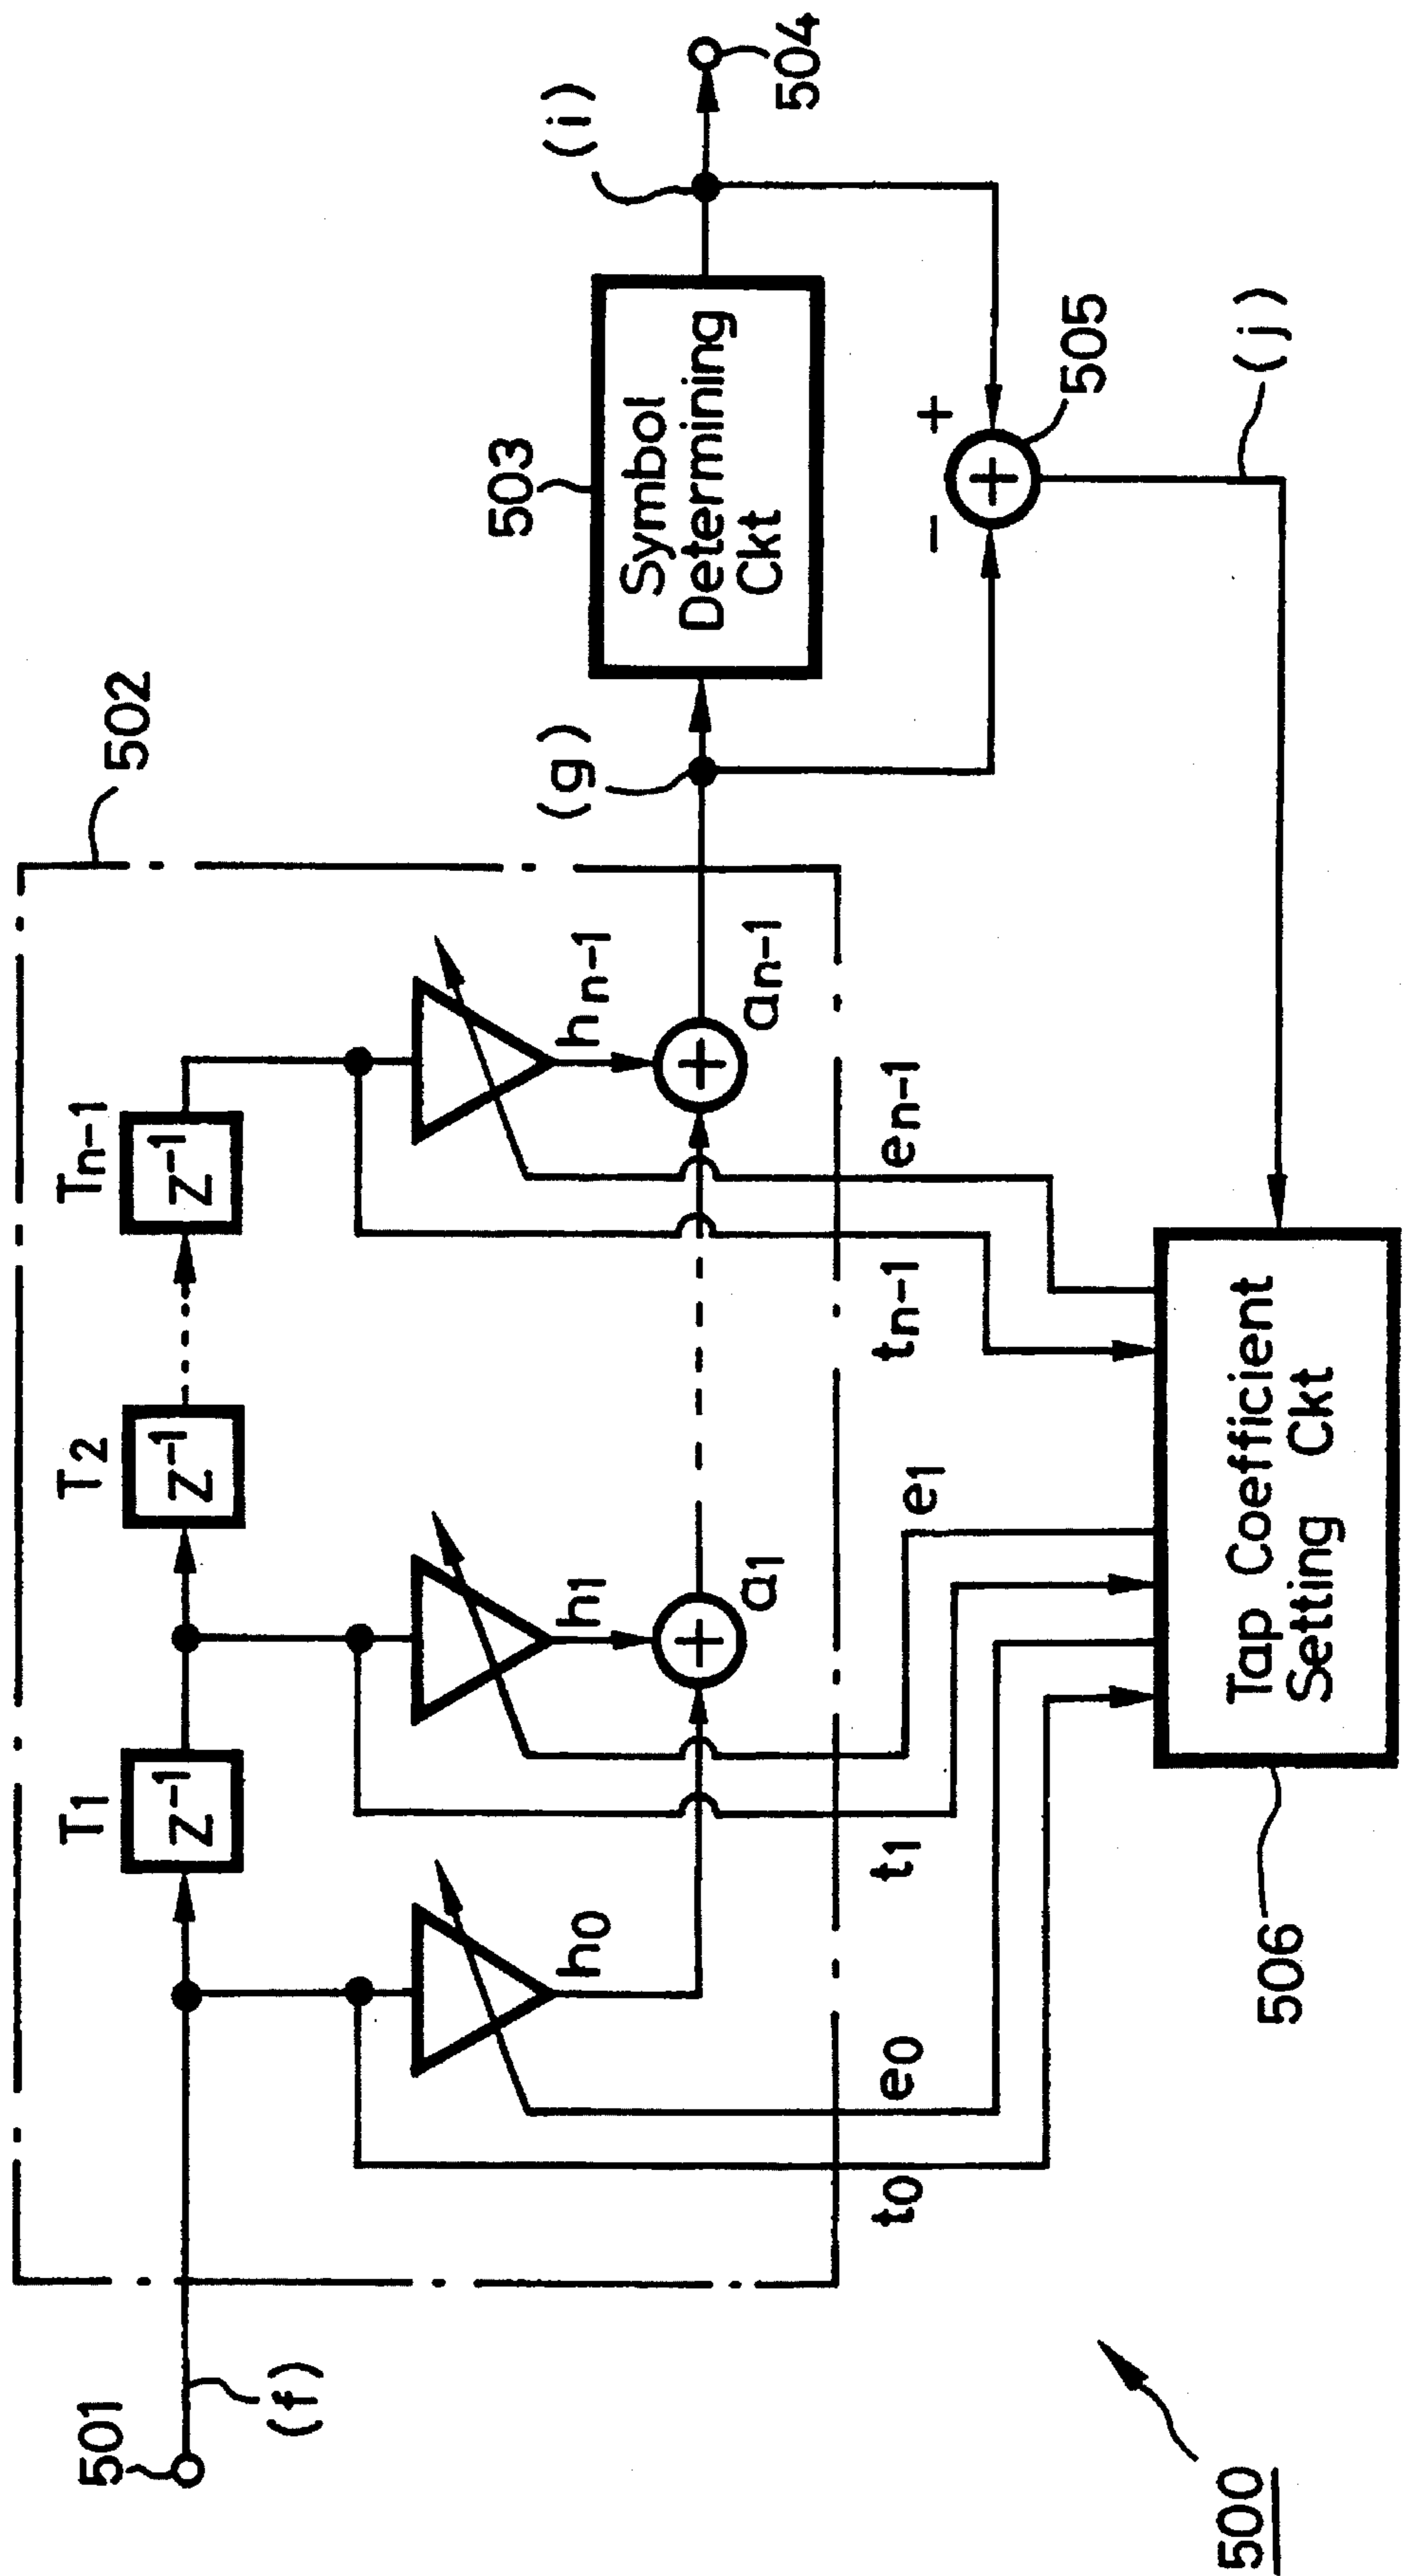 501
(f)
502
T1
Z⁻¹
T2
Z⁻¹
Tn-1
Z⁻¹
h0
h1
hn-1
a1
an-1
(g)
503
Symbol
Determining
Ckt
(i)
504
-
+
505
(j)
t0
e0
t1
e1
tn-1
en-1
Tap Coefficient
Setting Ckt
506
500